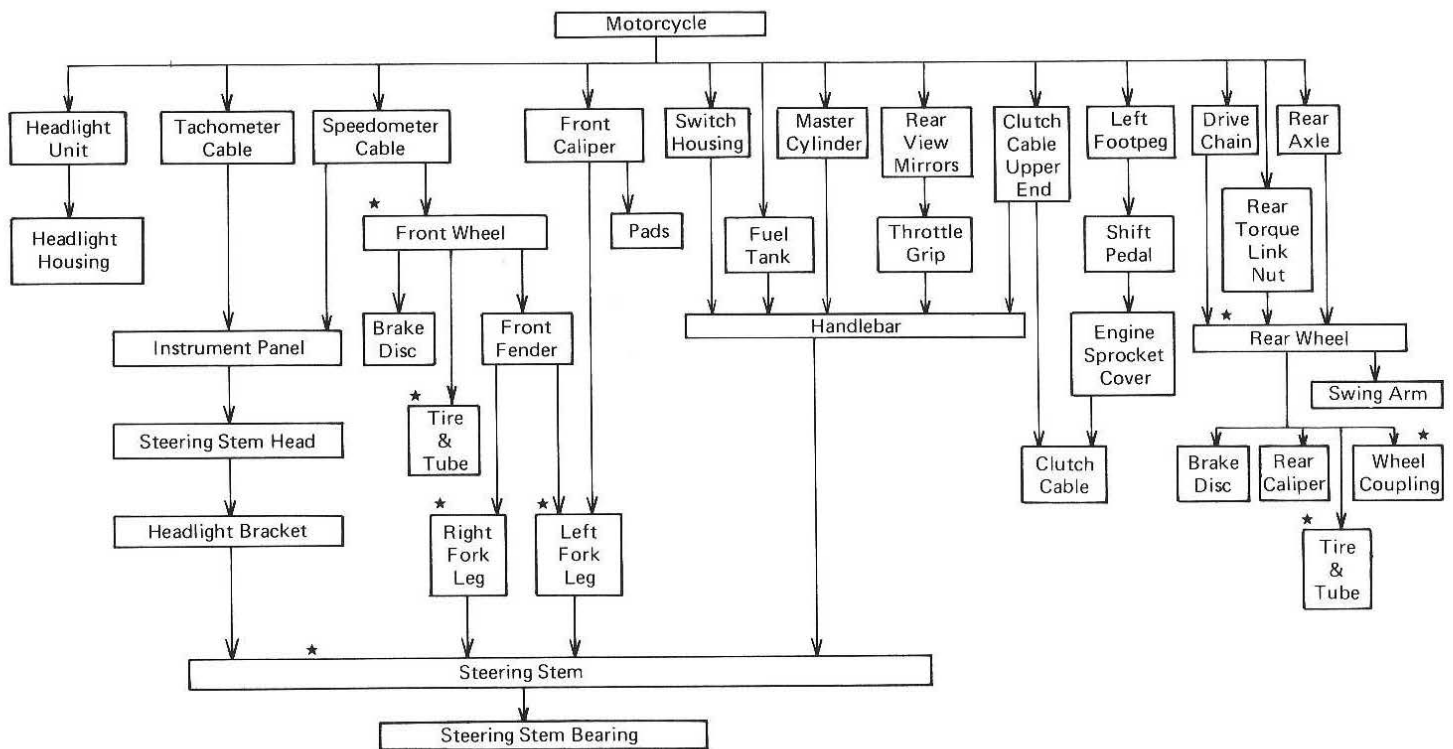 Motorcycle
Headlight
Unit
Tachometer
Cable
Speedometer
Cable
Front
Caliper
Switch
Housing
Master
Cylinder
Rear
View
Mirrors
Clutch
Cable
Upper
End
Left
Footpeg
Drive
Chain
Rear
Axle
Headlight
Housing
★
Front Wheel
Pads
Fuel
Tank
Throttle
Grip
Shift
Pedal
Rear
Torque
Link
Nut
Instrument Panel
Brake
Disc
Front
Fender
Handlebar
Engine
Sprocket
Cover
★
Rear Wheel
Swing Arm
★
Tire
&
Tube
Steering Stem Head
Clutch
Cable
Brake
Disc
Rear
Caliper
★
Wheel
Coupling
Headlight Bracket
★
Right
Fork
Leg
★
Left
Fork
Leg
★
Tire
&
Tube
★
Steering Stem
Steering Stem Bearing